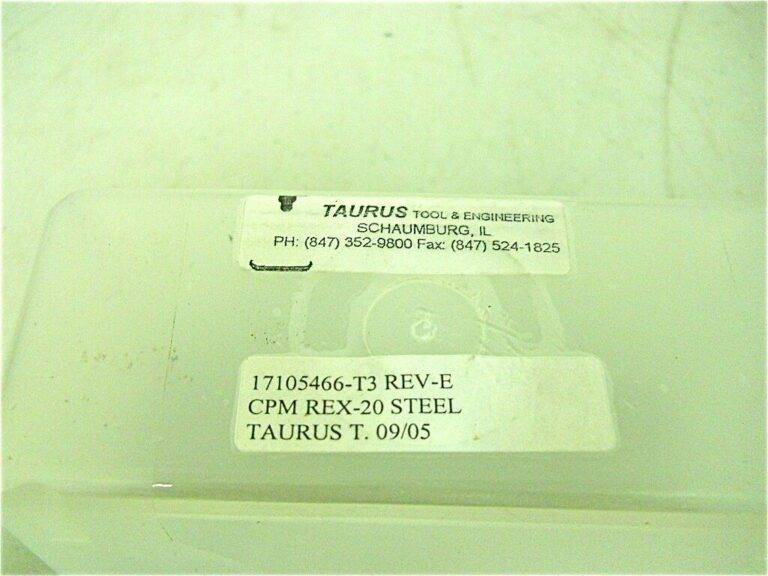 TAURUS TOOL & ENGINEERING
SCHAUMBURG, IL
PH: (847) 352-9800 Fax: (847) 524-1825
17105466-T3 REV-E
CPM REX-20 STEEL
TAURUS T. 09/05